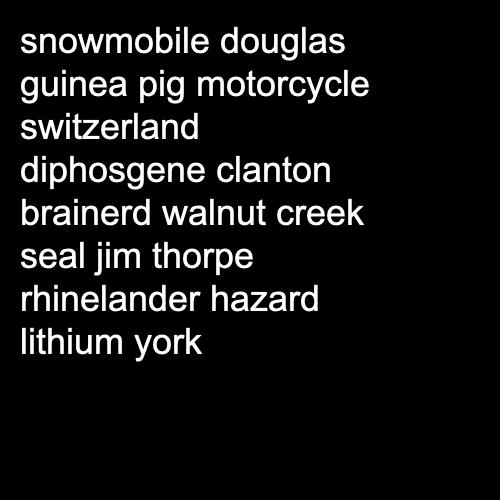 snowmobile douglas
guinea pig motorcycle
switzerland
diphosgene clanton
brainerd walnut creek
seal jim thorpe
rhinelander hazard
lithium york